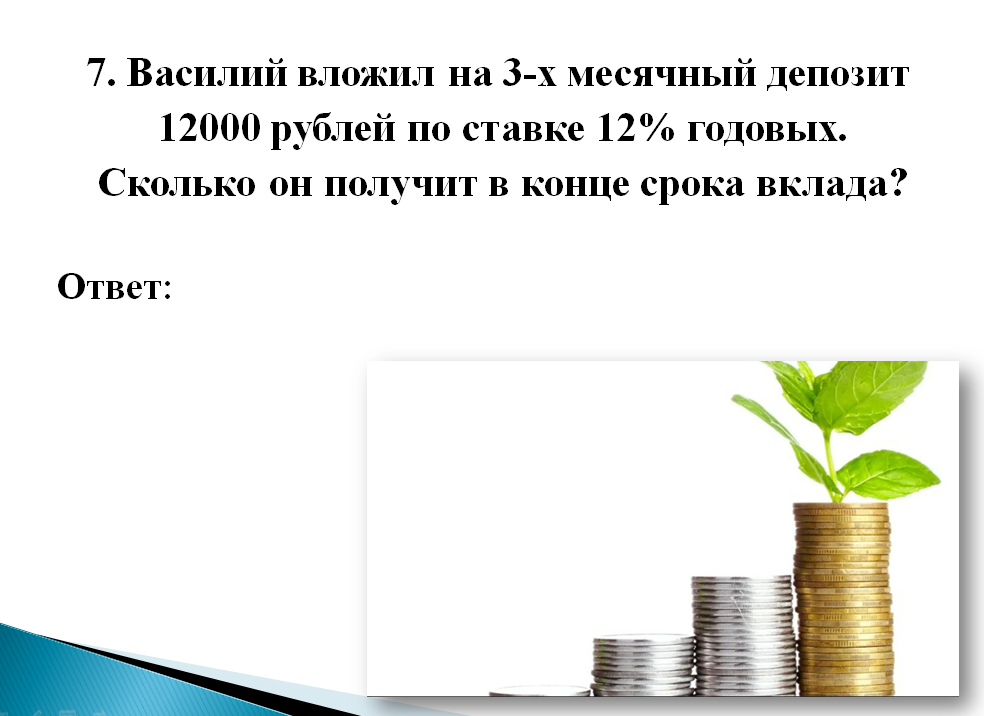 7. Василий вложил на 3-х месячный депозит
12000 рублей по ставке 12% годовых.
Сколько он получит в конце срока вклада?
Ответ: